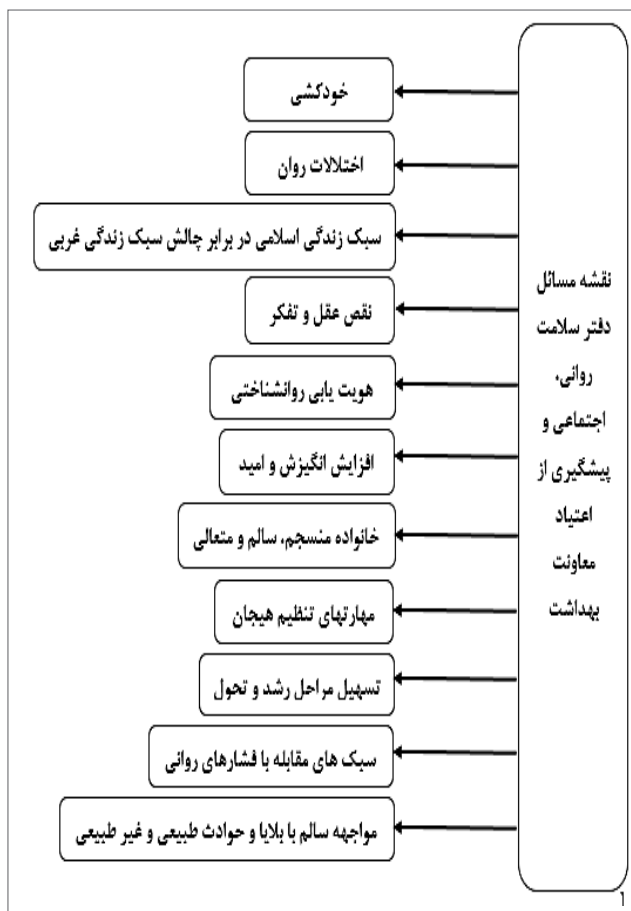 نقشه مسائل
دفتر سلامت
روانی،
اجتماعی و
پیشگیری از
اعتیاد
معاونت
بهداشت
خودکشی
اختلالات روان
سبک زندگی اسلامی در برابر چالش سبک زندگی غربی
نقص عقل و تفکر
هویت یابی روانشناختی
افزایش انگیزش و امید
خانواده منسجم، سالم و متعالی
مهارتهای تنظیم هیجان
تسهیل مراحل رشد و تحول
سبک های مقابله با فشارهای روانی
مواجهه سالم با بلایا و حوادث طبیعی و غیر طبیعی
1